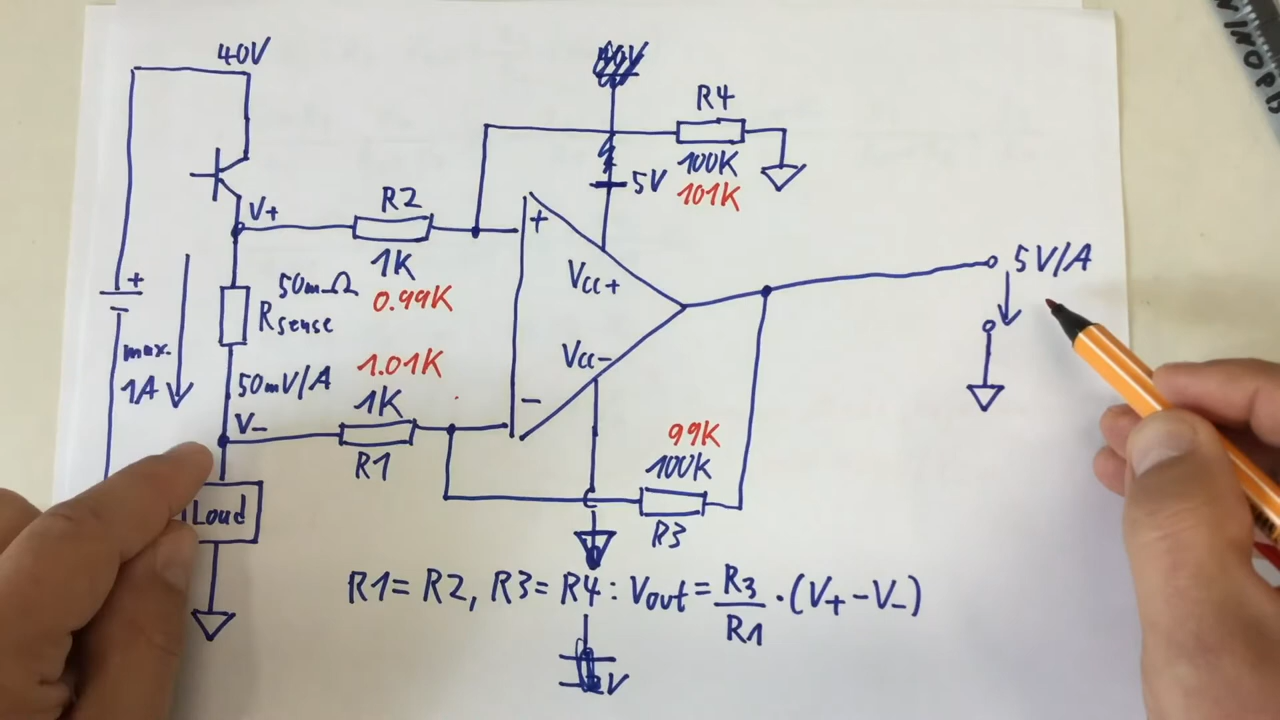 40V
R4
100K
101K
5V
V+
R2
1K
0.99K
+
Vcc+
5V/A
+
50mΩ
Rsense
max.
1A
50mV/A
V-
1.01K
1K
R1
Vcc-
-
99K
100K
R3
Load
R1=R2, R3=R4: Vout= R3/R1 ·(V+-V-)
V